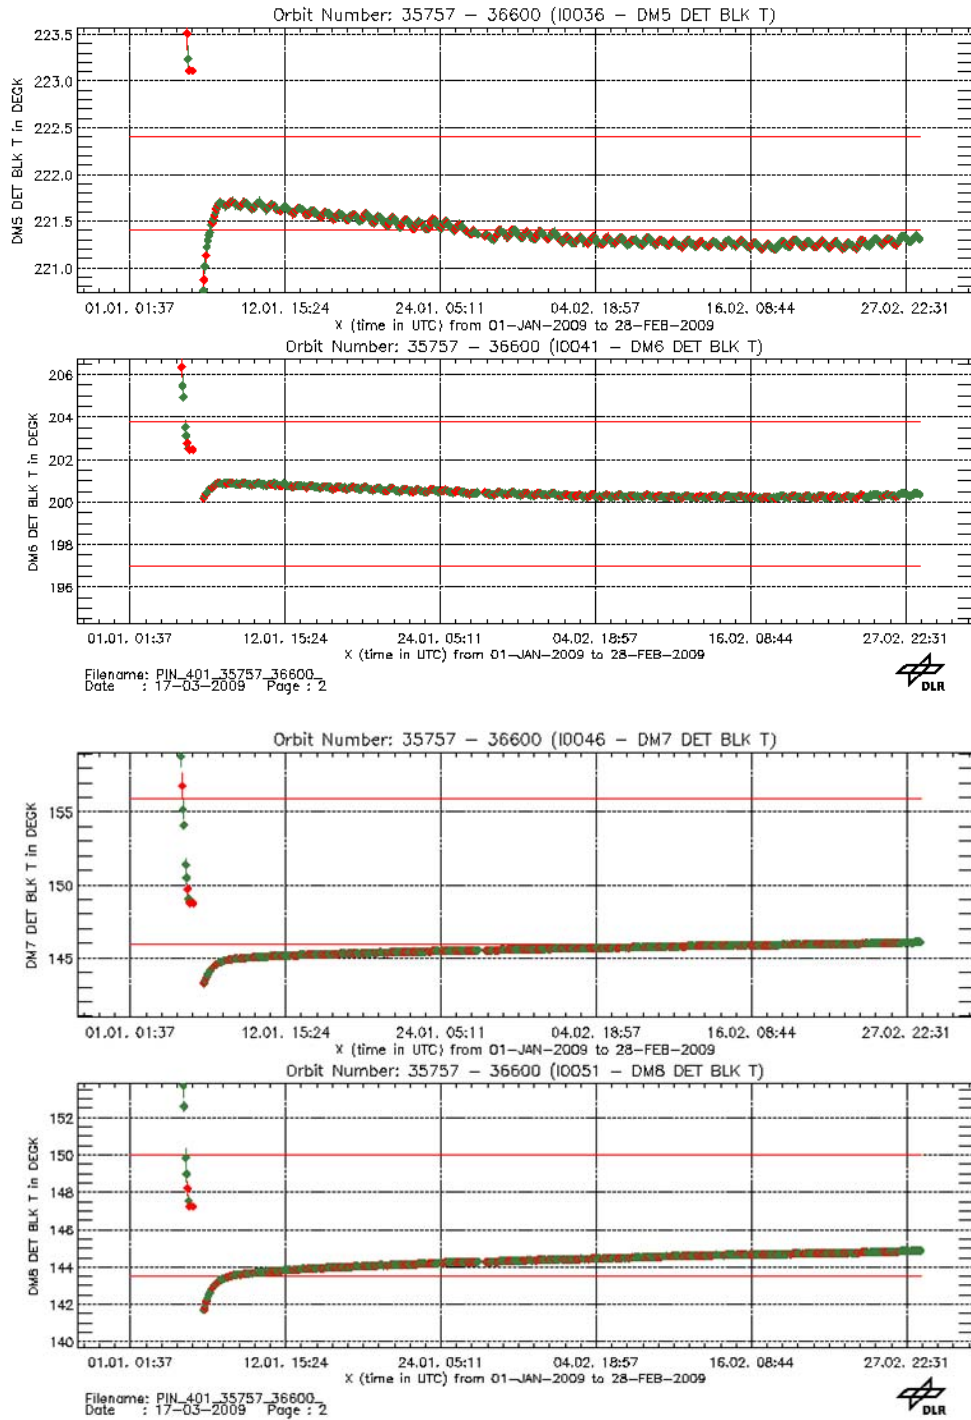 Orbit Number: 35757 – 36600 (I0036 – DM5 DET BLK T)
DM5 DET BLK T in DEGK
223.5
223.0
222.5
222.0
221.5
221.0
01.01. 01:37 12.01. 15:24 24.01. 05:11 04.02. 18:57 16.02. 08:44 27.02. 22:31
X (time in UTC) from 01–JAN–2009 to 28–FEB–2009
Orbit Number: 35757 – 36600 (I0041 – DM6 DET BLK T)
DM6 DET BLK T in DEGK
206
204
202
200
198
196
01.01. 01:37 12.01. 15:24 24.01. 05:11 04.02. 18:57 16.02. 08:44 27.02. 22:31
X (time in UTC) from 01–JAN–2009 to 28–FEB–2009
Filename: PIN_401_35757_36600_
Date : 17–03–2009 Page : 2
DLR
Orbit Number: 35757 – 36600 (I0046 – DM7 DET BLK T)
DM7 DET BLK T in DEGK
155
150
145
01.01. 01:37 12.01. 15:24 24.01. 05:11 04.02. 18:57 16.02. 08:44 27.02. 22:31
X (time in UTC) from 01–JAN–2009 to 28–FEB–2009
Orbit Number: 35757 – 36600 (I0051 – DM8 DET BLK T)
DM8 DET BLK T in DEGK
152
150
148
146
144
142
140
01.01. 01:37 12.01. 15:24 24.01. 05:11 04.02. 18:57 16.02. 08:44 27.02. 22:31
X (time in UTC) from 01–JAN–2009 to 28–FEB–2009
Filename: PIN_401_35757_36600_
Date : 17–03–2009 Page : 2
DLR